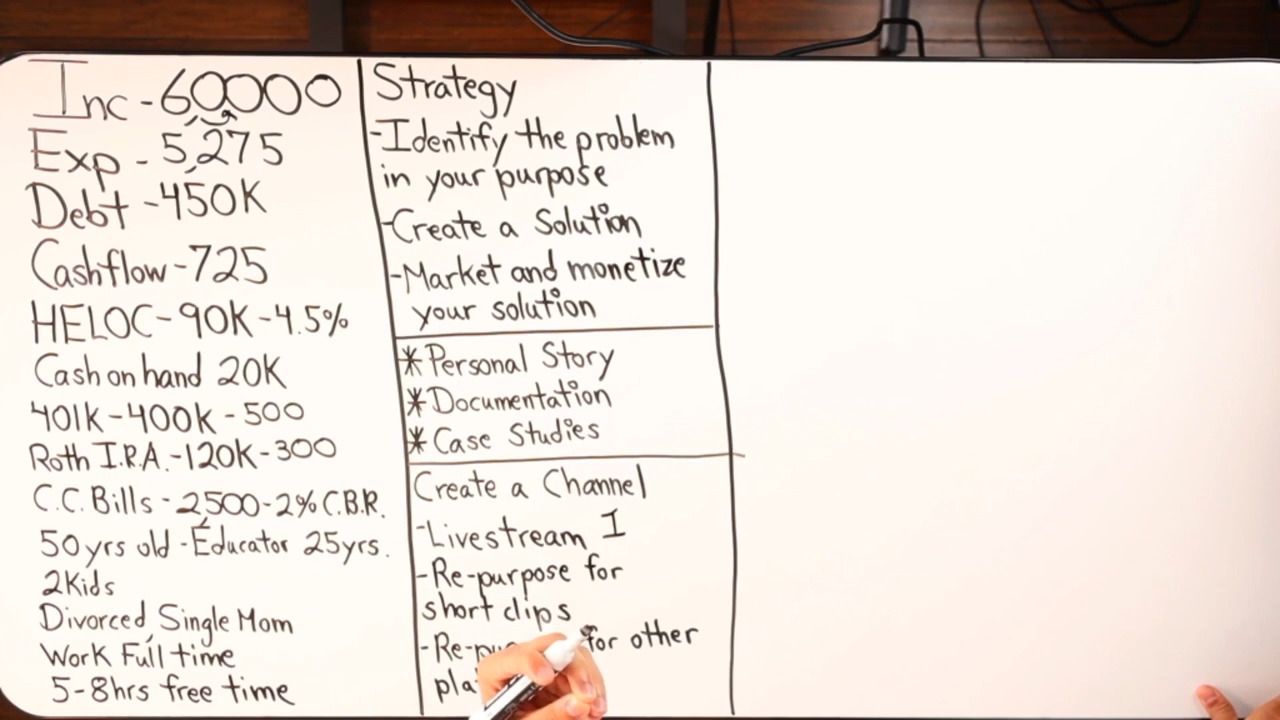 Inc - 60000
Exp - 5,275
Debt - 450K
Cashflow - 725
HELOC - 90K - 4.5%
Cash on hand 20K
401K - 400K - 500
Roth I.R.A. - 120K - 300
C.C. Bills - 2,500 - 2% C.B.R.
50 yrs old - Educator 25 yrs.
2 Kids
Divorced, Single Mom
Work Full time
5-8 hrs free time
Strategy
- Identify the problem
in your purpose
- Create a Solution
- Market and monetize
your solution
* Personal Story
* Documentation
* Case Studies
Create a Channel
- Livestream I
- Re-purpose for
short clips
for other